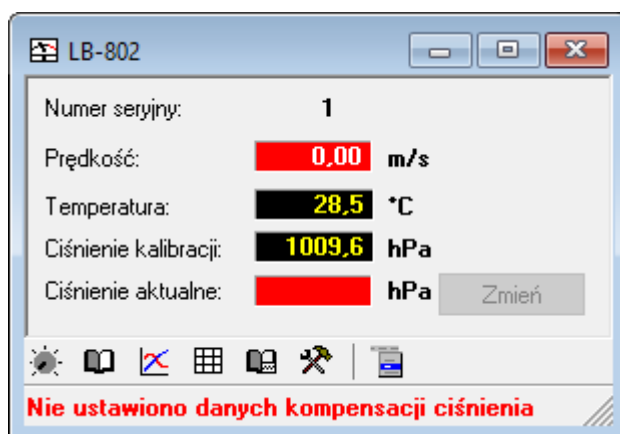 LB-802
Numer seryjny: 1
Prędkość: 0,00 m/s
Temperatura: 28,5 °C
Ciśnienie kalibracji: 1009,6 hPa
Ciśnienie aktualne: hPa Zmień
Nie ustawiono danych kompensacji ciśnienia